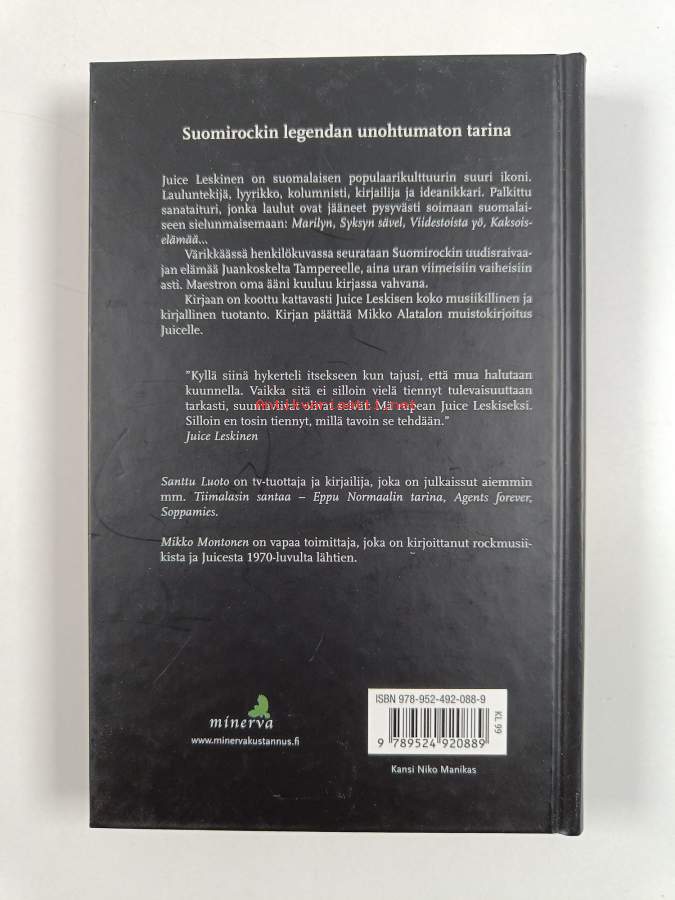 Suomirockin legendan unohtumaton tarina
Juice Leskinen on suomalaisen populaarikulttuurin suuri ikoni.
Lauluntekijä, lyyrikko, kolumnisti, kirjailija ja ideanikkari. Palkittu
sanataituri, jonka laulut ovat jääneet pysyvästi soimaan suomalai-
seen sielunmaisemaan: Marilyn, Syksyn sävel, Viidestoista yö, Kaksois-
elämää...
Värikkäässä henkilökuvassa seurataan Suomirockin uudisraivaa-
jan elämää Juankoskelta Tampereelle, aina uran viimeisiin vaiheisiin
asti. Maestron oma ääni kuuluu kirjassa vahvana.
Kirjaan on koottu kattavasti Juice Leskisen koko musiikillinen ja
kirjallinen tuotanto. Kirjan päättää Mikko Alatalon muistokirjoitus
Juicelle.
”Kyllä siinä hykerteli itsekseen kun tajusi, että mua halutaan
kuunnella. Vaikka sitä ei silloin vielä tiennyt tulevaisuuttaan
tarkasti, suuntaviivat olivat selvät: Mä rupean Juice Leskiseksi.
Silloin en tosin tiennyt, millä tavoin se tehdään.”
Juice Leskinen
Antikvariaatti.net
Santtu Luoto on tv-tuottaja ja kirjailija, joka on julkaissut aiemmin
mm. Tiimalasin santaa – Eppu Normaalin tarina, Agents forever,
Soppamies.
Mikko Montonen on vapaa toimittaja, joka on kirjoittanut rockmusii-
kista ja Juicesta 1970-luvulta lähtien.
minerva
www.minervakustannus.fi
ISBN 978-952-492-088-9
KL 99
9 789524 920889
Kansi Niko Manikas